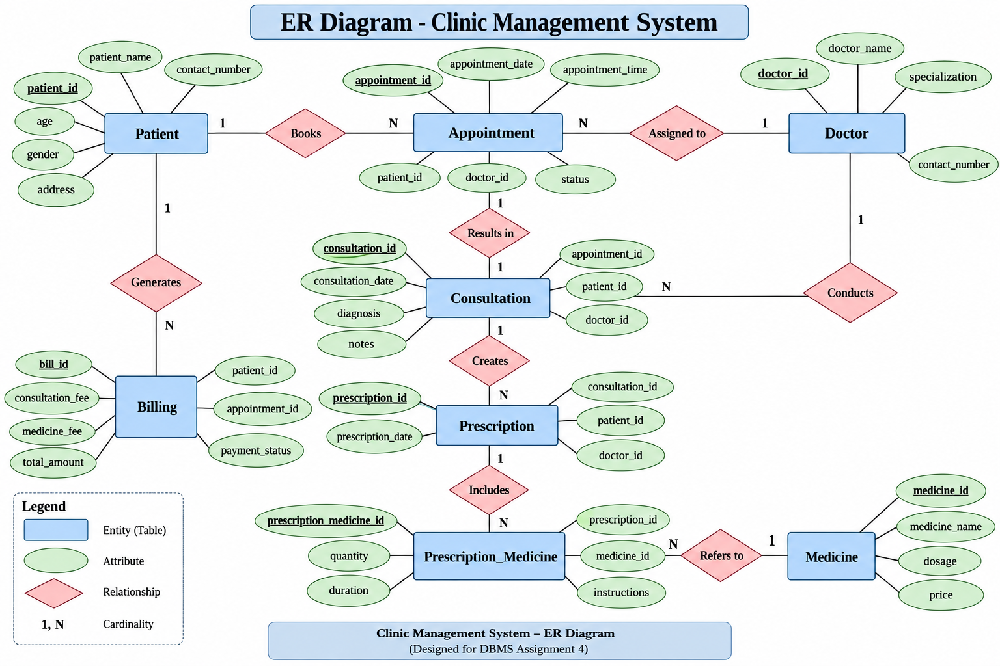 ER Diagram - Clinic Management System
patient_name
contact_number
patient_id
age
gender
address
Patient
1
Books
N
appointment_id
appointment_date
appointment_time
Appointment
patient_id
doctor_id
status
N
Assigned to
1
doctor_id
doctor_name
specialization
Doctor
contact_number
1
Generates
N
1
Results in
1
consultation_id
consultation_date
diagnosis
notes
Consultation
appointment_id
patient_id
doctor_id
N
Conducts
1
1
Creates
N
bill_id
consultation_fee
medicine_fee
total_amount
Billing
patient_id
appointment_id
payment_status
prescription_id
prescription_date
Prescription
consultation_id
patient_id
doctor_id
1
Includes
N
prescription_medicine_id
quantity
duration
Prescription_Medicine
prescription_id
medicine_id
instructions
N
Refers to
1
Medicine
medicine_id
medicine_name
dosage
price
Legend
Entity (Table)
Attribute
Relationship
1, N Cardinality
Clinic Management System – ER Diagram
(Designed for DBMS Assignment 4)